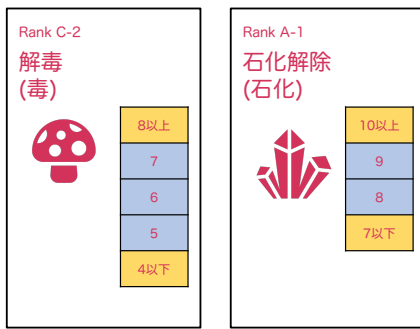 Rank C-2
解毒
(毒)
8以上
7
6
5
4以下
Rank A-1
石化解除
(石化)
10以上
9
8
7以下